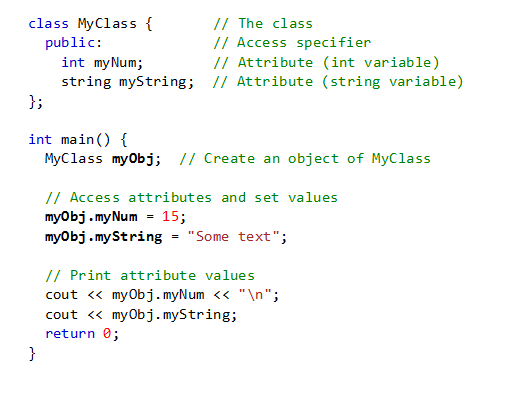 class MyClass {       // The class
  public:             // Access specifier
    int myNum;        // Attribute (int variable)
    string myString;  // Attribute (string variable)
};

int main() {
  MyClass myObj;  // Create an object of MyClass

  // Access attributes and set values
  myObj.myNum = 15;
  myObj.myString = "Some text";

  // Print attribute values
  cout << myObj.myNum << "\n";
  cout << myObj.myString;
  return 0;
}